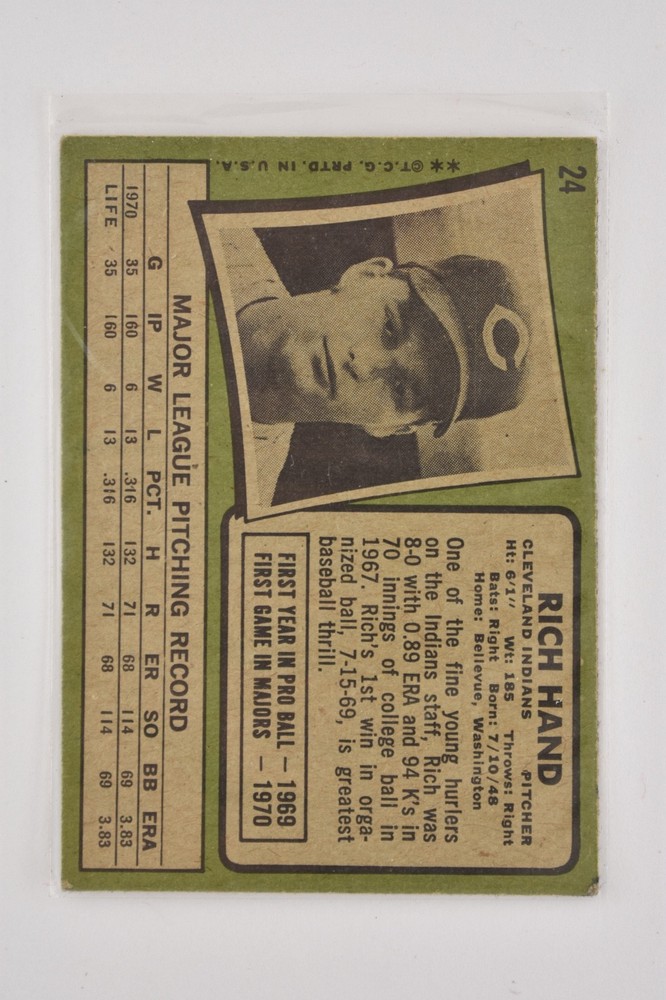 24
**©T.C.G. PRTD. IN U.S.A.
C
RICH HAND
CLEVELAND INDIANS PITCHER
Ht: 6'1" Wt: 185 Throws: Right
Bats: Right Born: 7/10/48
Home: Bellevue, Washington
One of the fine young hurlers
on the Indians staff, Rich was
8-0 with 0.89 ERA and 94 K's in
70 innings of college ball in
1967. Rich's 1st win in orga-
nized ball, 7-15-69, is greatest
baseball thrill.
FIRST YEAR IN PRO BALL — 1969
FIRST GAME IN MAJORS — 1970
MAJOR LEAGUE PITCHING RECORD
G IP W L PCT. H R ER SO BB ERA
1970 35 160 6 13 .316 132 71 68 114 69 3.83
LIFE 35 160 6 13 .316 132 71 68 114 69 3.83